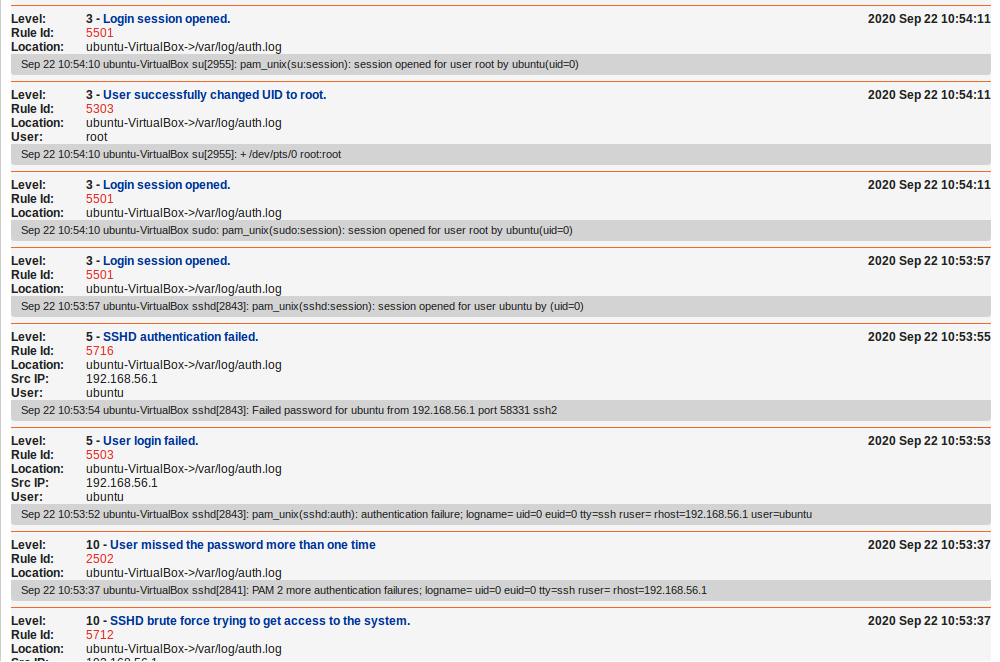 Level: 3 - Login session opened. 2020 Sep 22 10:54:11
Rule Id: 5501
Location: ubuntu-VirtualBox->/var/log/auth.log
Sep 22 10:54:10 ubuntu-VirtualBox su[2955]: pam_unix(su:session): session opened for user root by ubuntu(uid=0)
Level: 3 - User successfully changed UID to root. 2020 Sep 22 10:54:11
Rule Id: 5303
Location: ubuntu-VirtualBox->/var/log/auth.log
User: root
Sep 22 10:54:10 ubuntu-VirtualBox su[2955]: + /dev/pts/0 root:root
Level: 3 - Login session opened. 2020 Sep 22 10:54:11
Rule Id: 5501
Location: ubuntu-VirtualBox->/var/log/auth.log
Sep 22 10:54:10 ubuntu-VirtualBox sudo: pam_unix(sudo:session): session opened for user root by ubuntu(uid=0)
Level: 3 - Login session opened. 2020 Sep 22 10:53:57
Rule Id: 5501
Location: ubuntu-VirtualBox->/var/log/auth.log
Sep 22 10:53:57 ubuntu-VirtualBox sshd[2843]: pam_unix(sshd:session): session opened for user ubuntu by (uid=0)
Level: 5 - SSHD authentication failed. 2020 Sep 22 10:53:55
Rule Id: 5716
Location: ubuntu-VirtualBox->/var/log/auth.log
Src IP: 192.168.56.1
User: ubuntu
Sep 22 10:53:54 ubuntu-VirtualBox sshd[2843]: Failed password for ubuntu from 192.168.56.1 port 58331 ssh2
Level: 5 - User login failed. 2020 Sep 22 10:53:53
Rule Id: 5503
Location: ubuntu-VirtualBox->/var/log/auth.log
Src IP: 192.168.56.1
User: ubuntu
Sep 22 10:53:52 ubuntu-VirtualBox sshd[2843]: pam_unix(sshd:auth): authentication failure; logname= uid=0 euid=0 tty=ssh ruser= rhost=192.168.56.1 user=ubuntu
Level: 10 - User missed the password more than one time 2020 Sep 22 10:53:37
Rule Id: 2502
Location: ubuntu-VirtualBox->/var/log/auth.log
Sep 22 10:53:37 ubuntu-VirtualBox sshd[2841]: PAM 2 more authentication failures; logname= uid=0 euid=0 tty=ssh ruser= rhost=192.168.56.1
Level: 10 - SSHD brute force trying to get access to the system. 2020 Sep 22 10:53:37
Rule Id: 5712
Location: ubuntu-VirtualBox->/var/log/auth.log
Src IP: 192.168.56.1